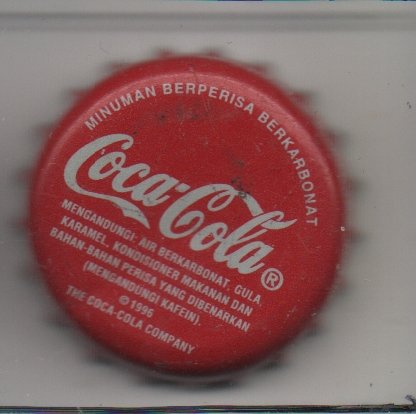 MINUMAN BERPERISA BERKARBONAT
Coca-Cola®
MENGANDUNGI: AIR BERKARBONAT, GULA
KARAMEL, KONDISIONER MAKANAN DAN
BAHAN-BAHAN PERISA YANG DIBENARKAN
(MENGANDUNGI KAFEIN).
© 1996
THE COCA-COLA COMPANY